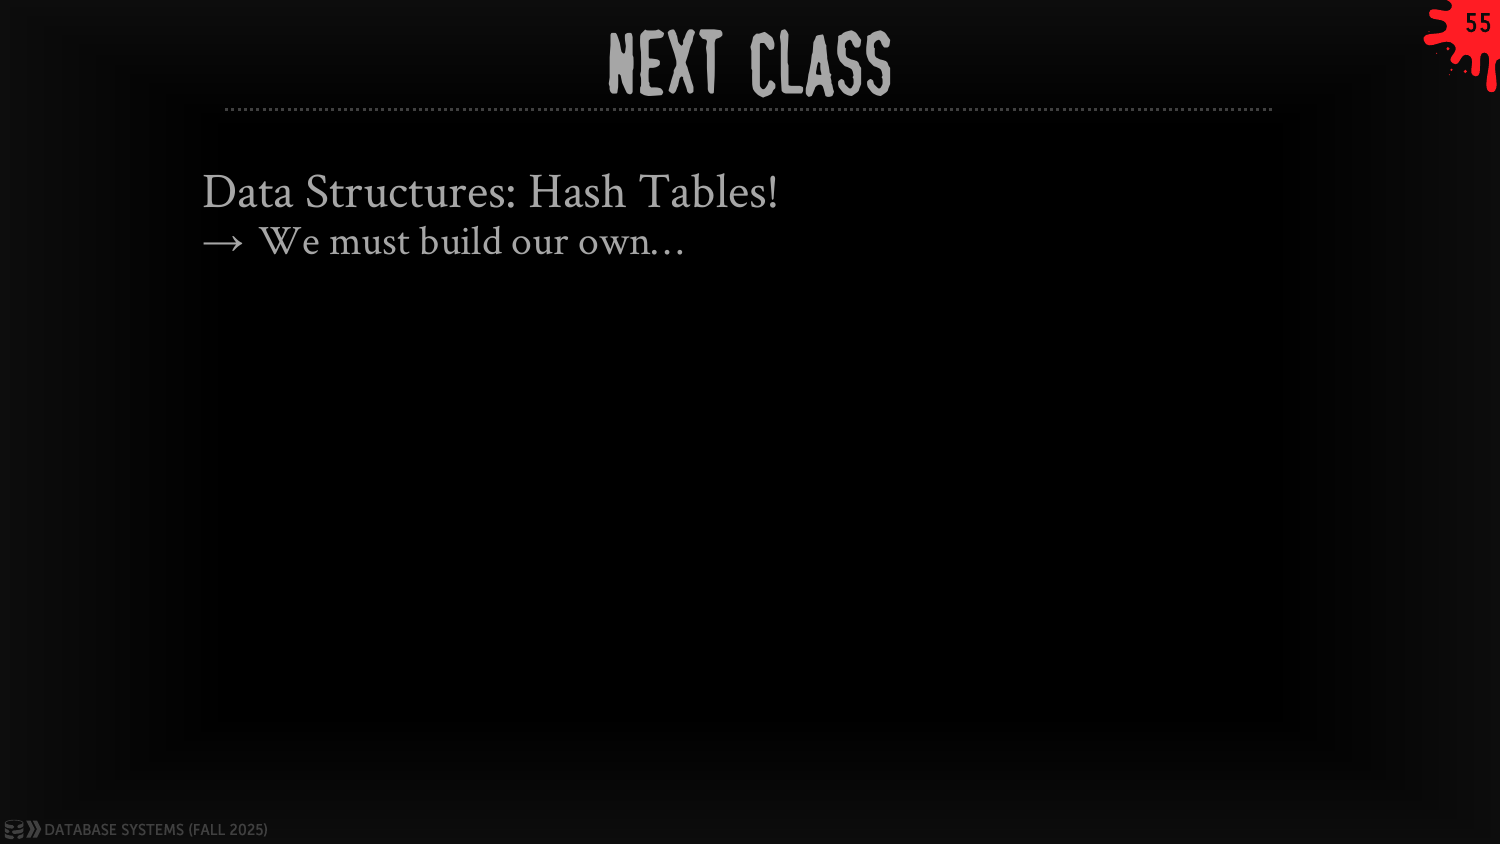 55
NEXT CLASS
Data Structures: Hash Tables!
→ We must build our own…
DATABASE SYSTEMS (FALL 2025)